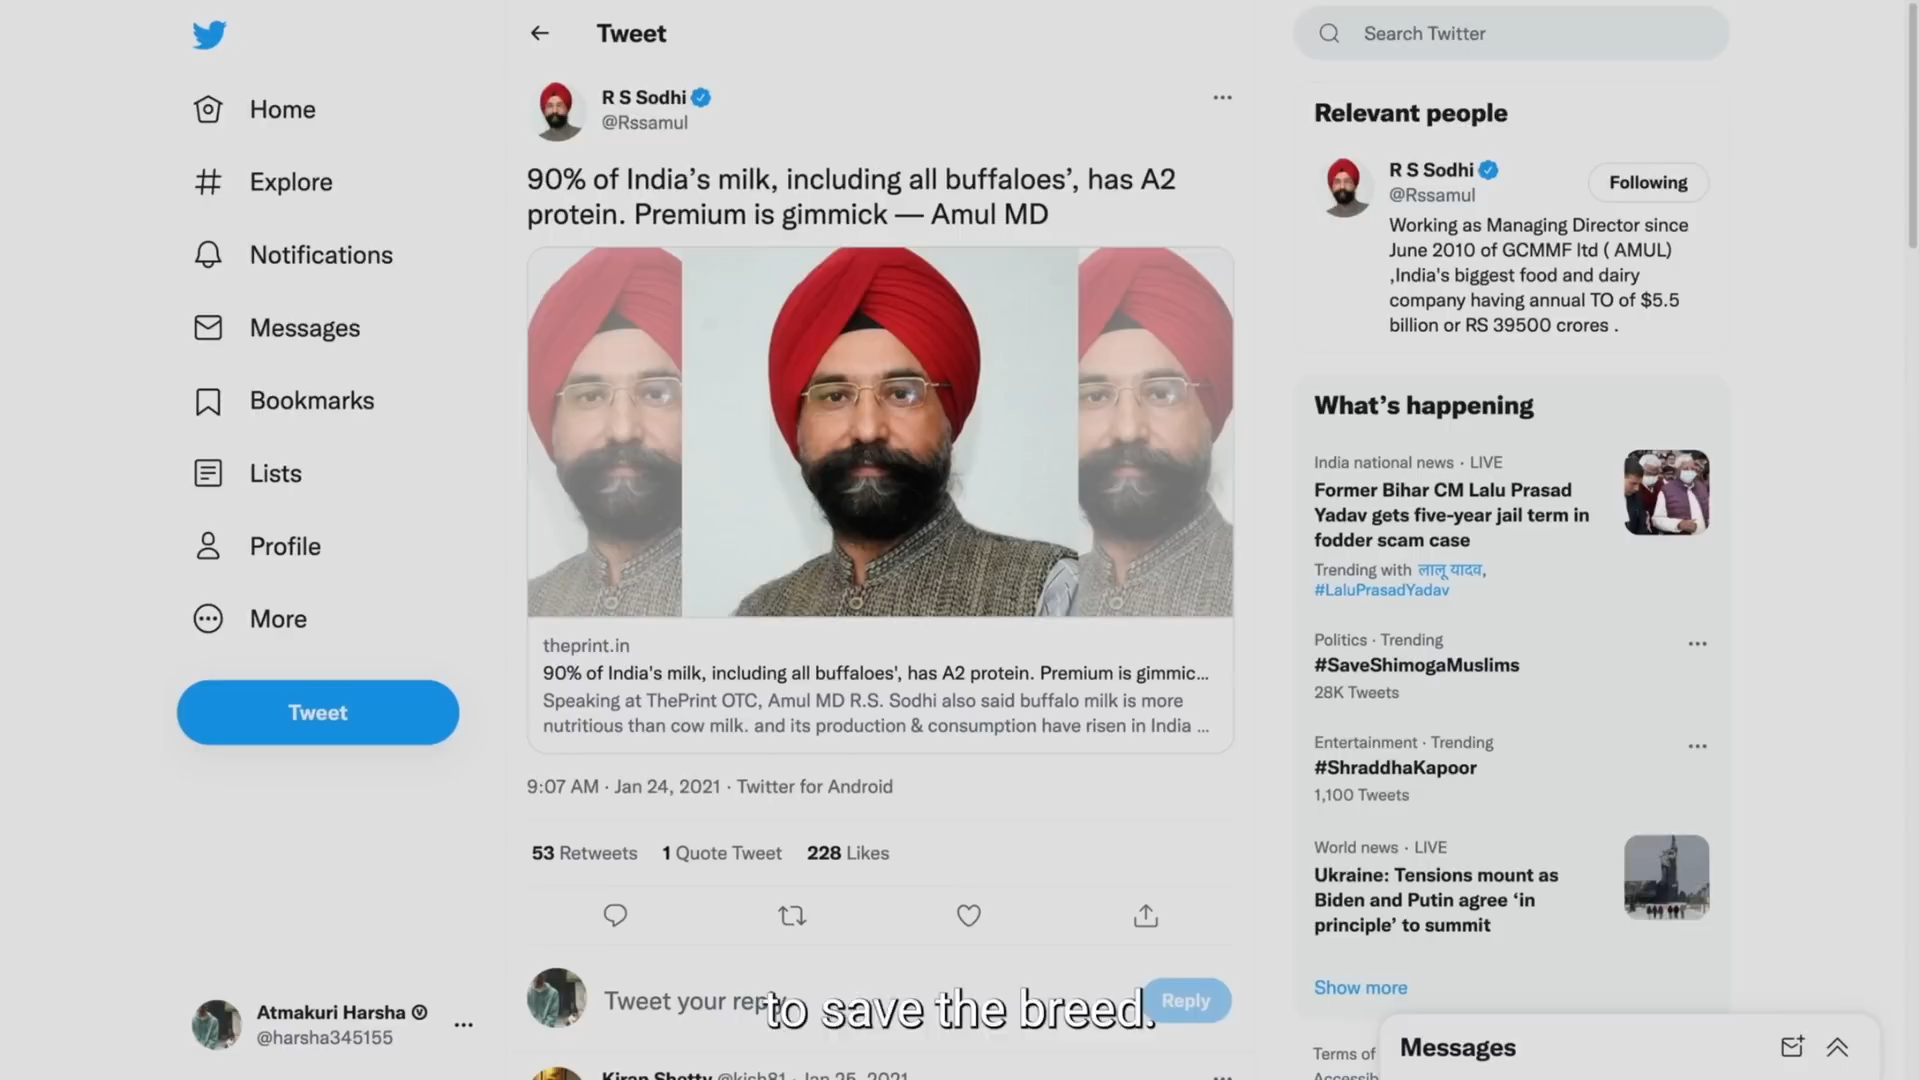 Home
Explore
Notifications
Messages
Bookmarks
Lists
Profile
More
Tweet
Atmakuri Harsha
@harsha345155
Tweet
R S Sodhi
@Rssamul
90% of India’s milk, including all buffaloes’, has A2
protein. Premium is gimmick — Amul MD
theprint.in
90% of India's milk, including all buffaloes', has A2 protein. Premium is gimmic...
Speaking at ThePrint OTC, Amul MD R.S. Sodhi also said buffalo milk is more
nutritious than cow milk. and its production & consumption have risen in India ...
9:07 AM · Jan 24, 2021 · Twitter for Android
53 Retweets 1 Quote Tweet 228 Likes
Tweet your reply
Reply
to save the breed.
Kiran Shetty @kish81 · Jan 25, 2021
Search Twitter
Relevant people
R S Sodhi
@Rssamul
Following
Working as Managing Director since
June 2010 of GCMMF ltd ( AMUL)
,India's biggest food and dairy
company having annual TO of $5.5
billion or RS 39500 crores .
What’s happening
India national news · LIVE
Former Bihar CM Lalu Prasad
Yadav gets five-year jail term in
fodder scam case
Trending with लालू यादव,
#LaluPrasadYadav
Politics · Trending
#SaveShimogaMuslims
28K Tweets
Entertainment · Trending
#ShraddhaKapoor
1,100 Tweets
World news · LIVE
Ukraine: Tensions mount as
Biden and Putin agree ‘in
principle’ to summit
Show more
Terms of
Messages